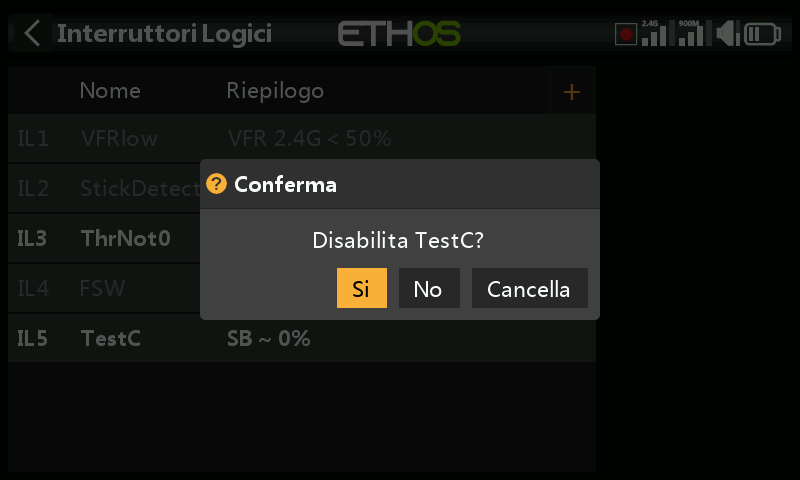 Interruttori Logici
ETHOS
2.4G
900M
Nome Riepilogo +
IL1 VFRlow VFR 2.4G < 50%
IL2 StickDetect
IL3 ThrNot0
IL4 FSW
IL5 TestC SB ~ 0%
? Conferma
Disabilita TestC?
Si No Cancella